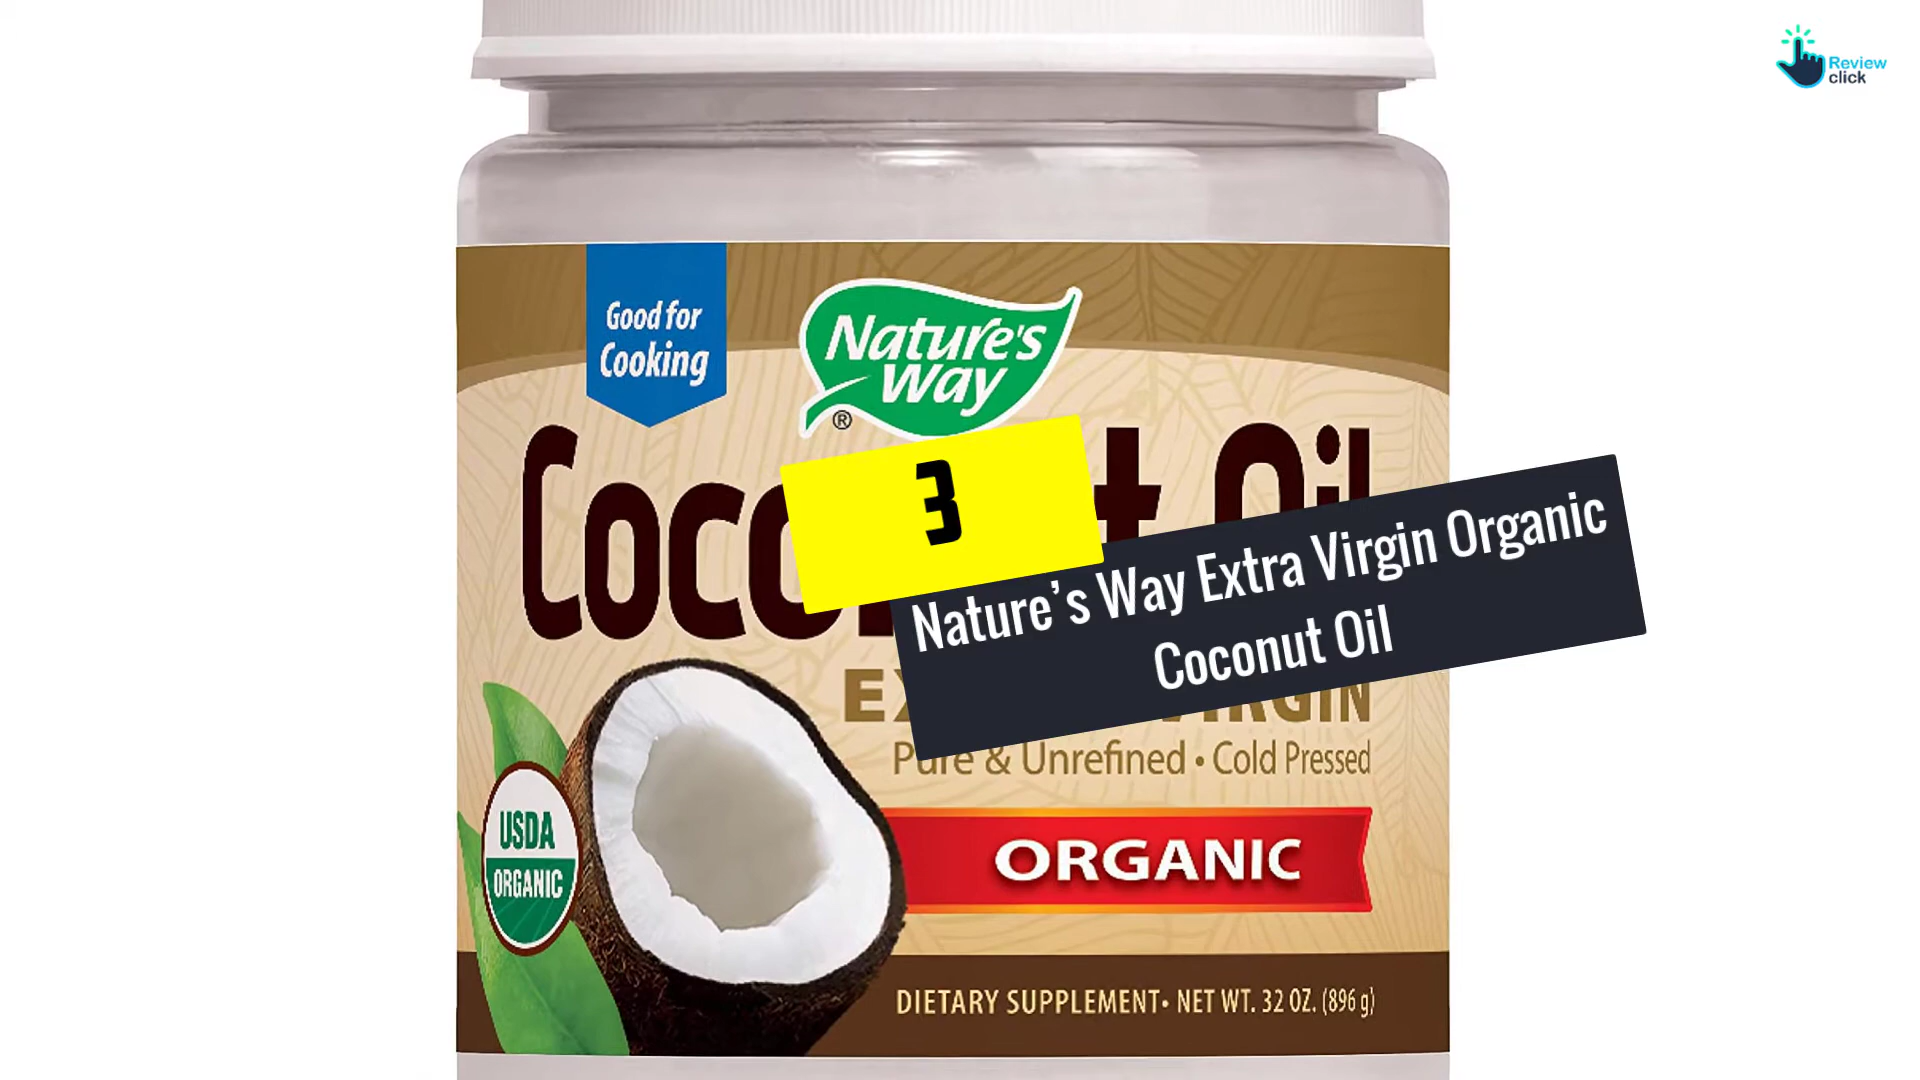 Review
click
Good for
Cooking
Nature's
Way
®
Oil
3
Nature’s Way Extra Virgin Organic
Coconut Oil
Pure & Unrefined • Cold Pressed
USDA
ORGANIC
ORGANIC
DIETARY SUPPLEMENT • NET WT. 32 OZ. (896 g)